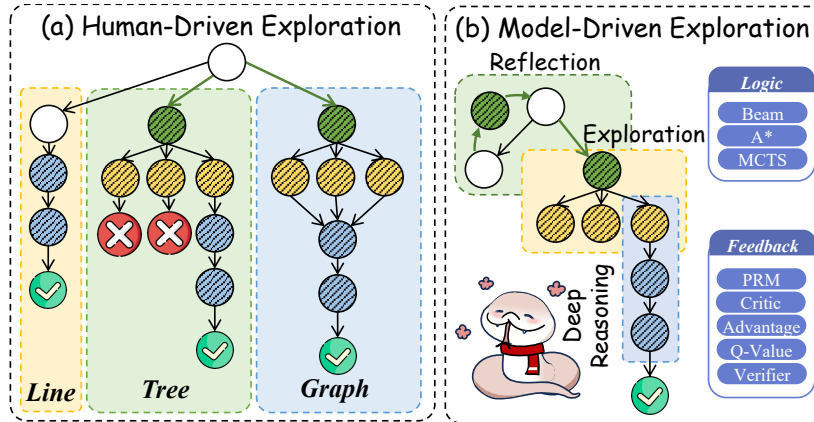 (a) Human-Driven Exploration
Line
Tree
Graph
(b) Model-Driven Exploration
Reflection
Exploration
Deep
Reasoning
Logic
Beam
A*
MCTS
Feedback
PRM
Critic
Advantage
Q-Value
Verifier